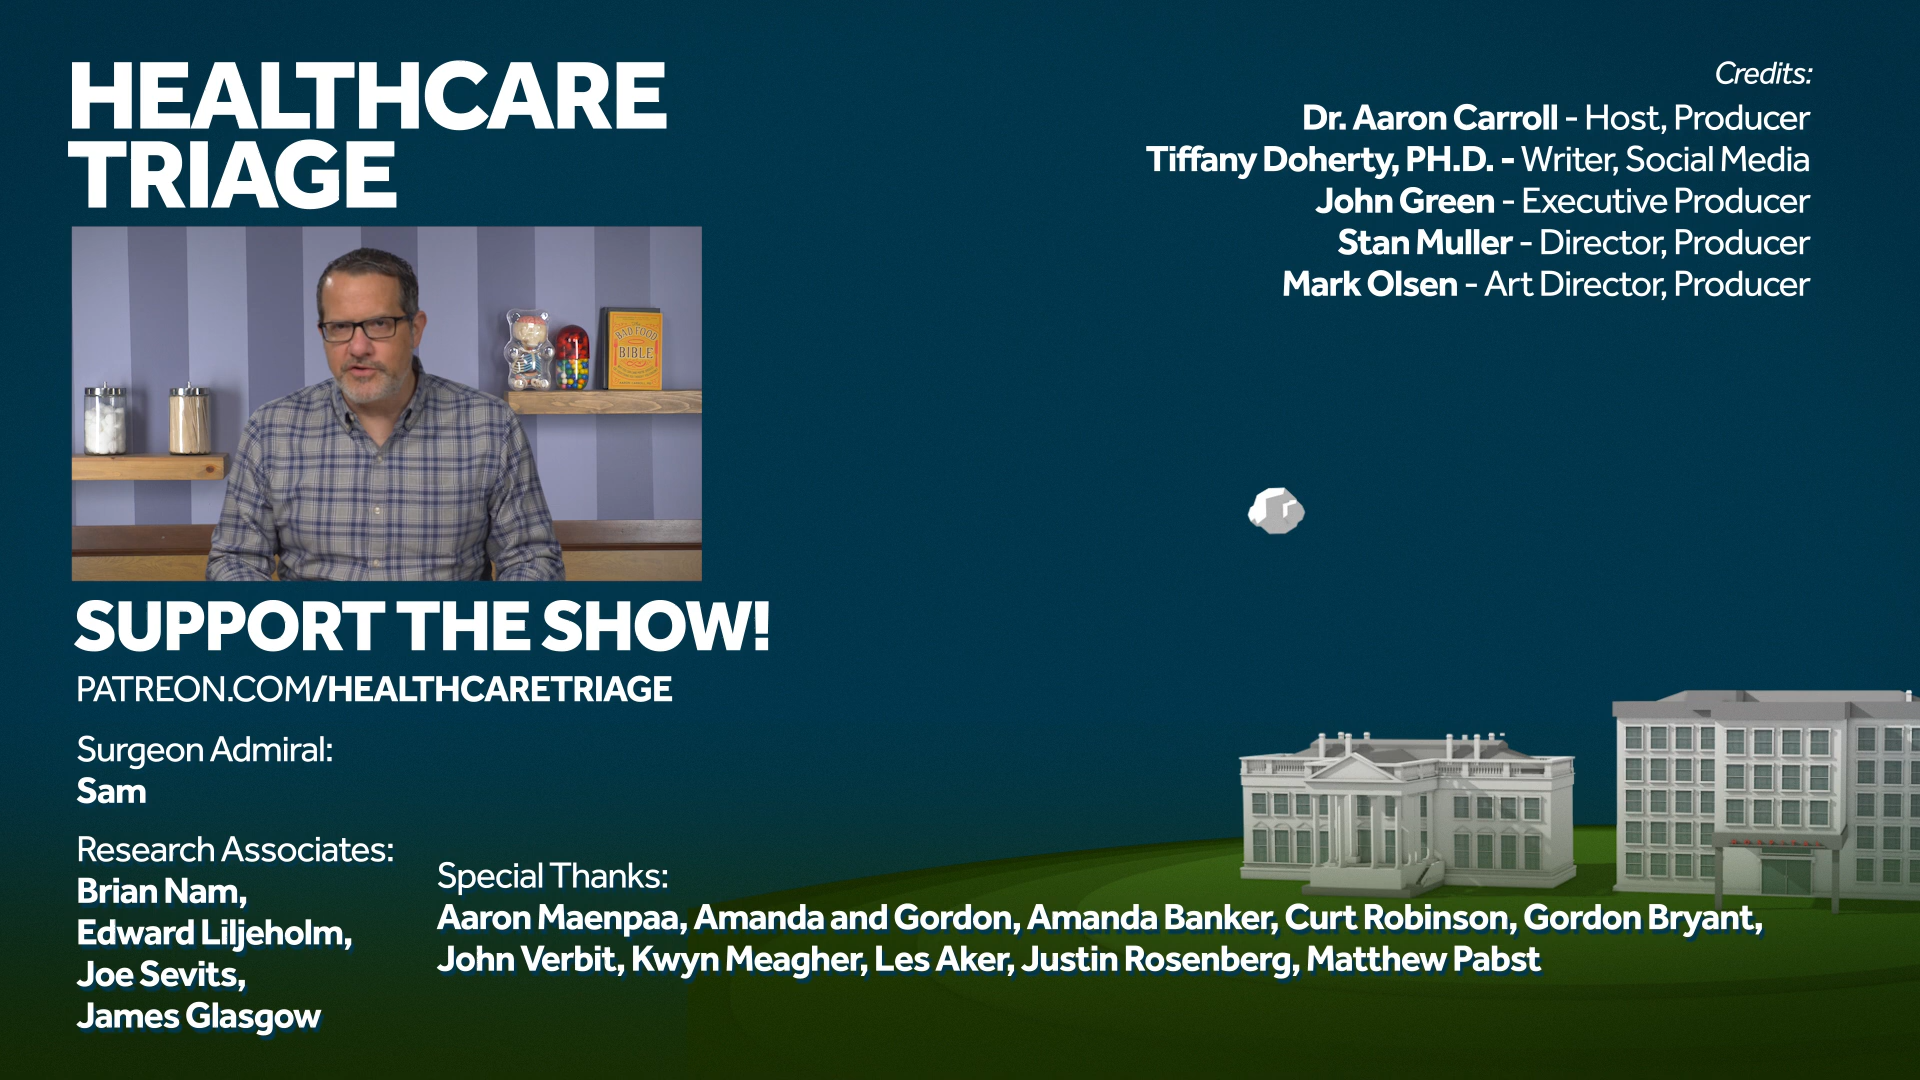 HEALTHCARE
TRIAGE
BAD FOOD
BIBLE
SUPPORT THE SHOW!
PATREON.COM/HEALTHCARETRIAGE
Surgeon Admiral:
Sam
Research Associates:
Brian Nam,
Edward Liljeholm,
Joe Sevits,
James Glasgow
Special Thanks:
Aaron Maenpaa, Amanda and Gordon, Amanda Banker, Curt Robinson, Gordon Bryant,
John Verbit, Kwyn Meagher, Les Aker, Justin Rosenberg, Matthew Pabst
Credits:
Dr. Aaron Carroll - Host, Producer
Tiffany Doherty, PH.D. - Writer, Social Media
John Green - Executive Producer
Stan Muller - Director, Producer
Mark Olsen - Art Director, Producer